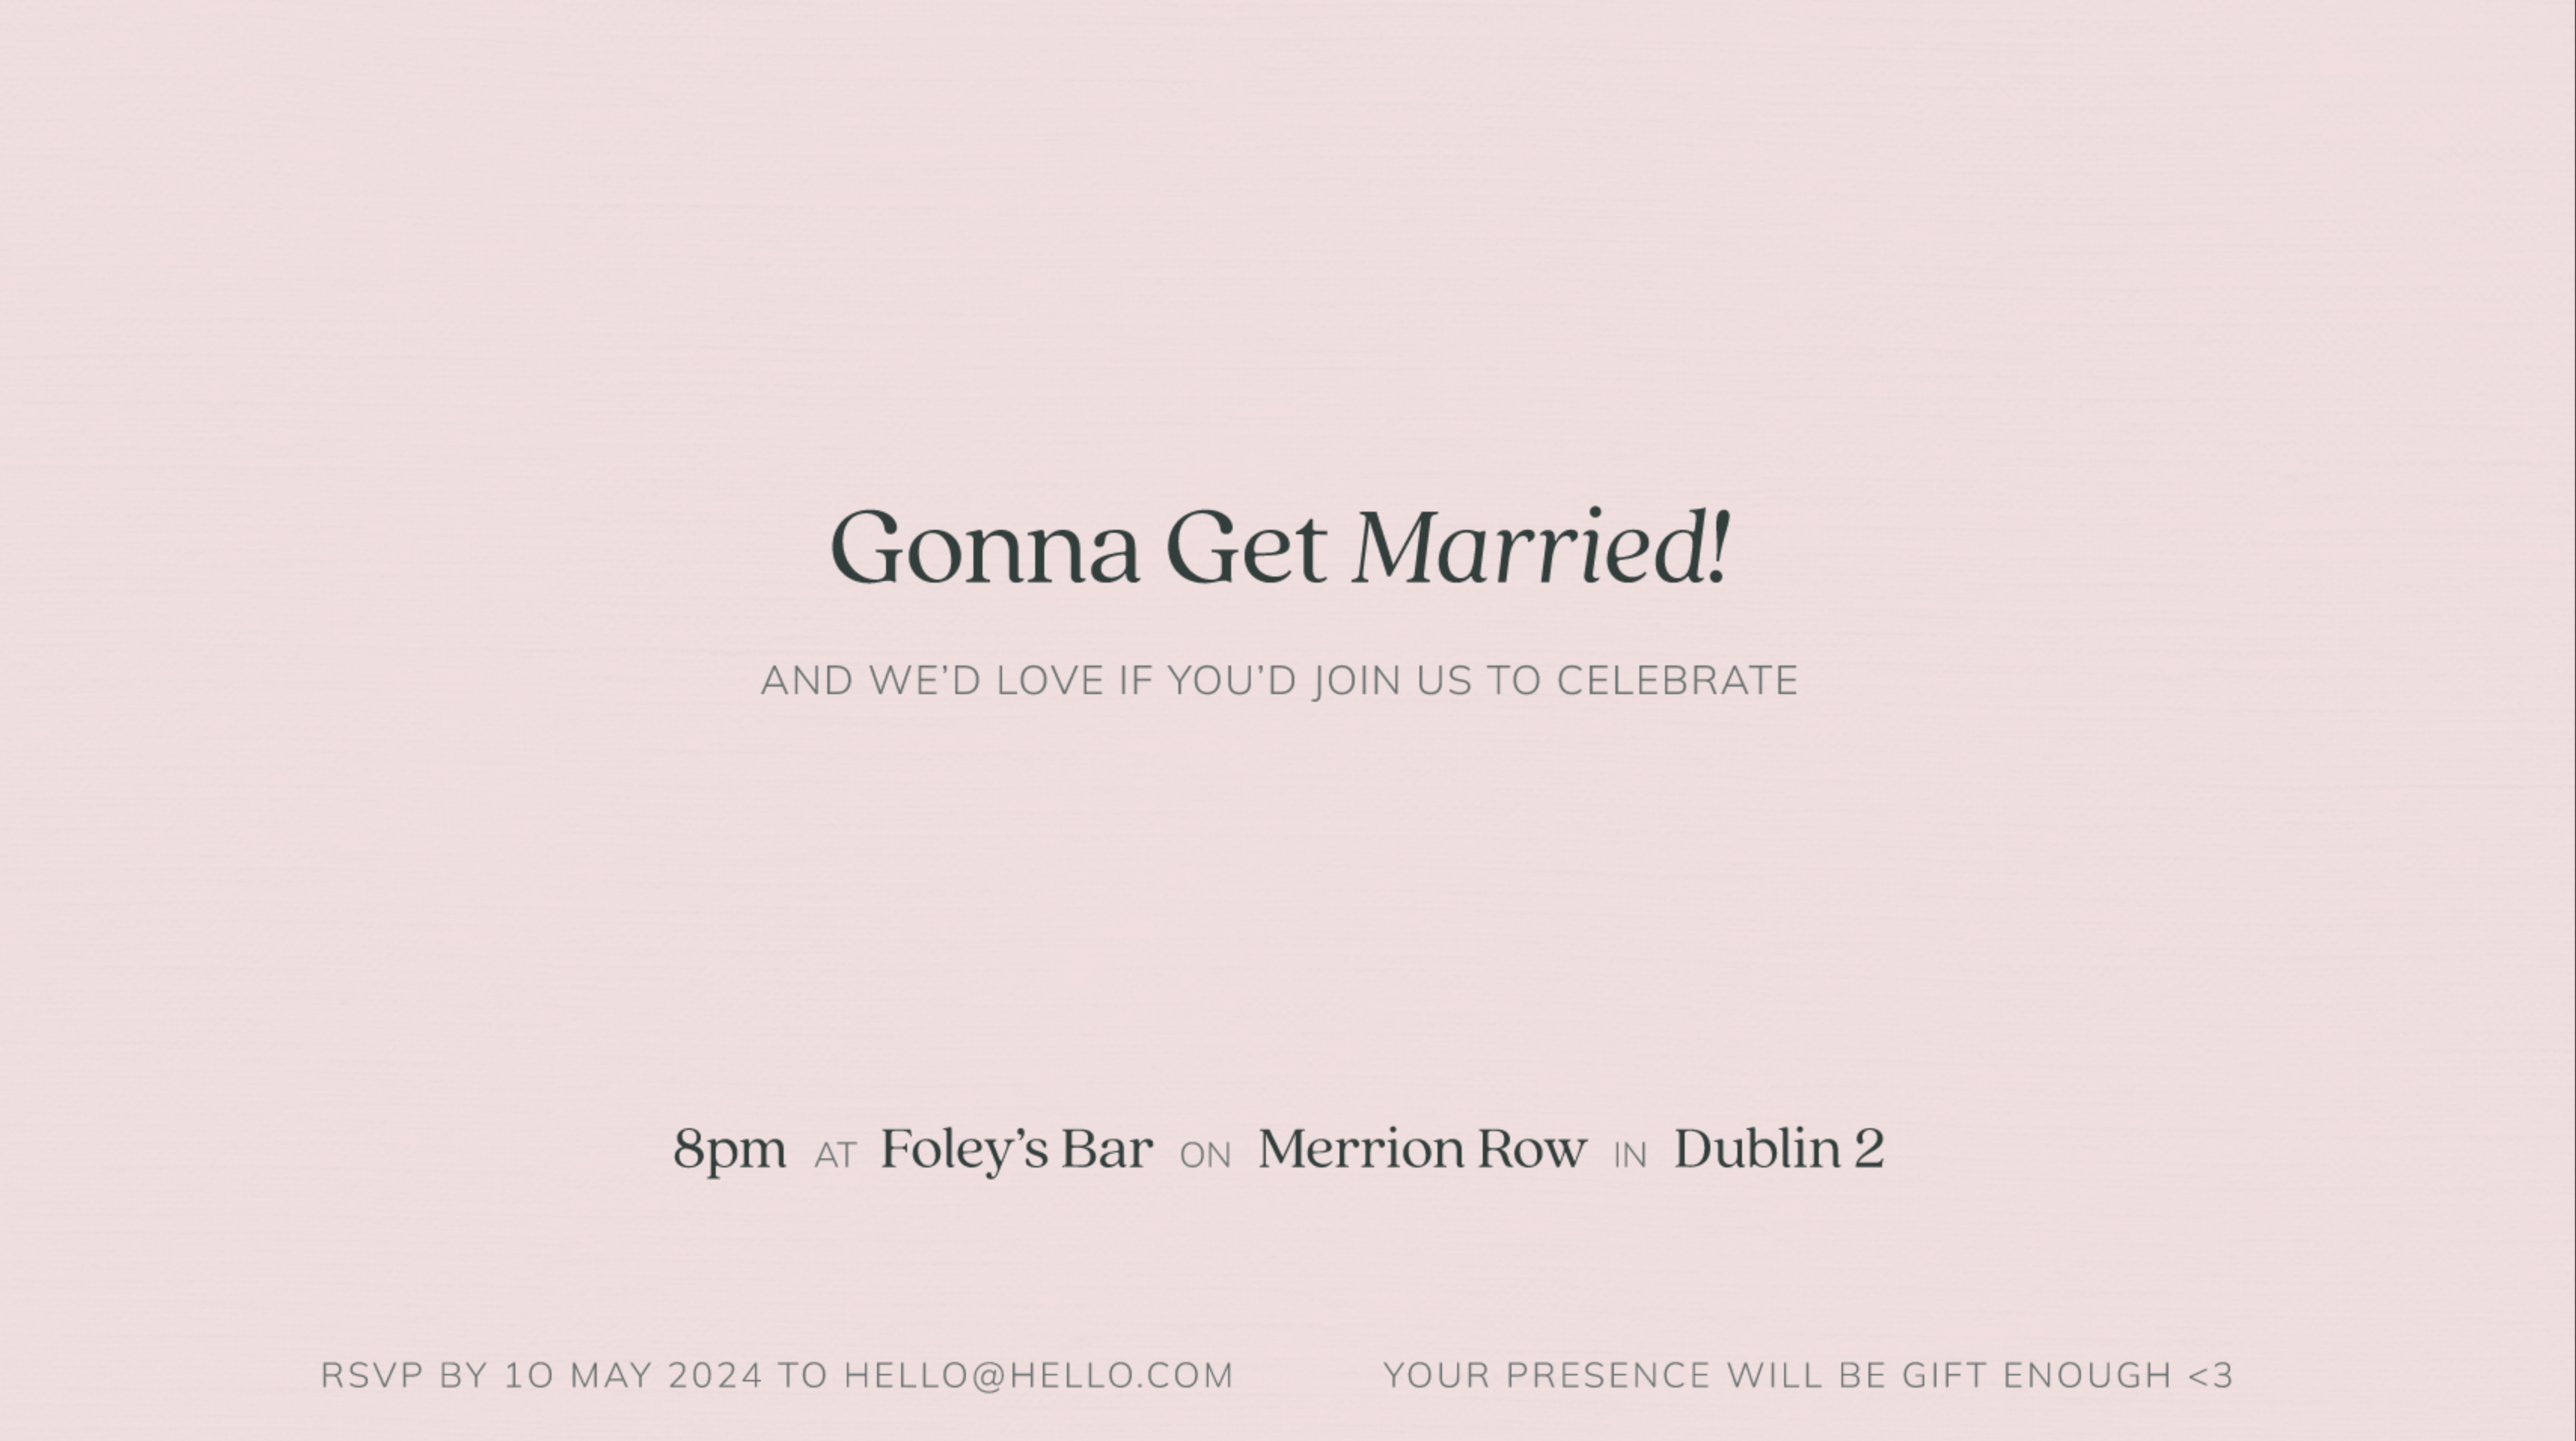 Gonna Get Married!
AND WE’D LOVE IF YOU’D JOIN US TO CELEBRATE
8pm AT Foley’s Bar ON Merrion Row IN Dublin 2
RSVP BY 10 MAY 2024 TO HELLO@HELLO.COM
YOUR PRESENCE WILL BE GIFT ENOUGH <3